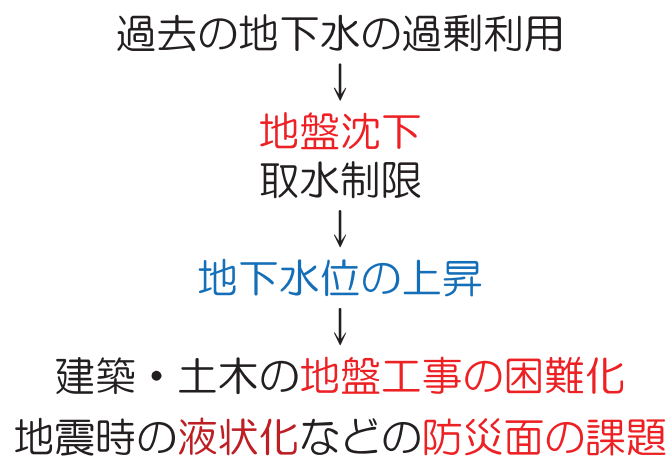 過去の地下水の過剰利用
↓
地盤沈下
取水制限
↓
地下水位の上昇
↓
建築・土木の地盤工事の困難化
地震時の液状化などの防災面の課題